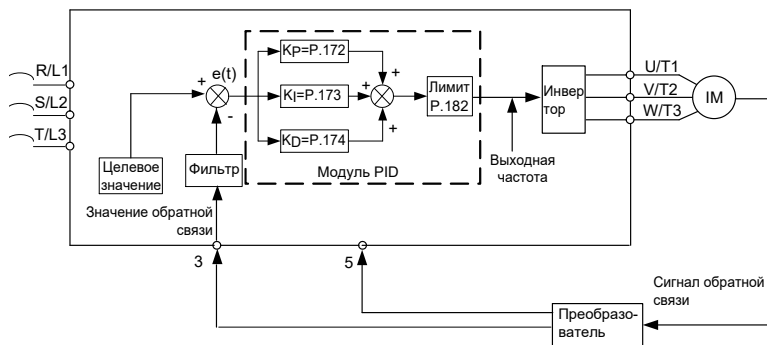 R/L1
S/L2
T/L3
Целевое
значение
+
e(t)
-
Фильтр
Значение обратной
связи
KP=P.172
KI=P.173
KD=P.174
+
+
+
Модуль PID
Лимит
P.182
Выходная
частота
Инвер
тор
U/T1
V/T2
W/T3
IM
3
5
Сигнал обратной
связи
Преобразо-
ватель